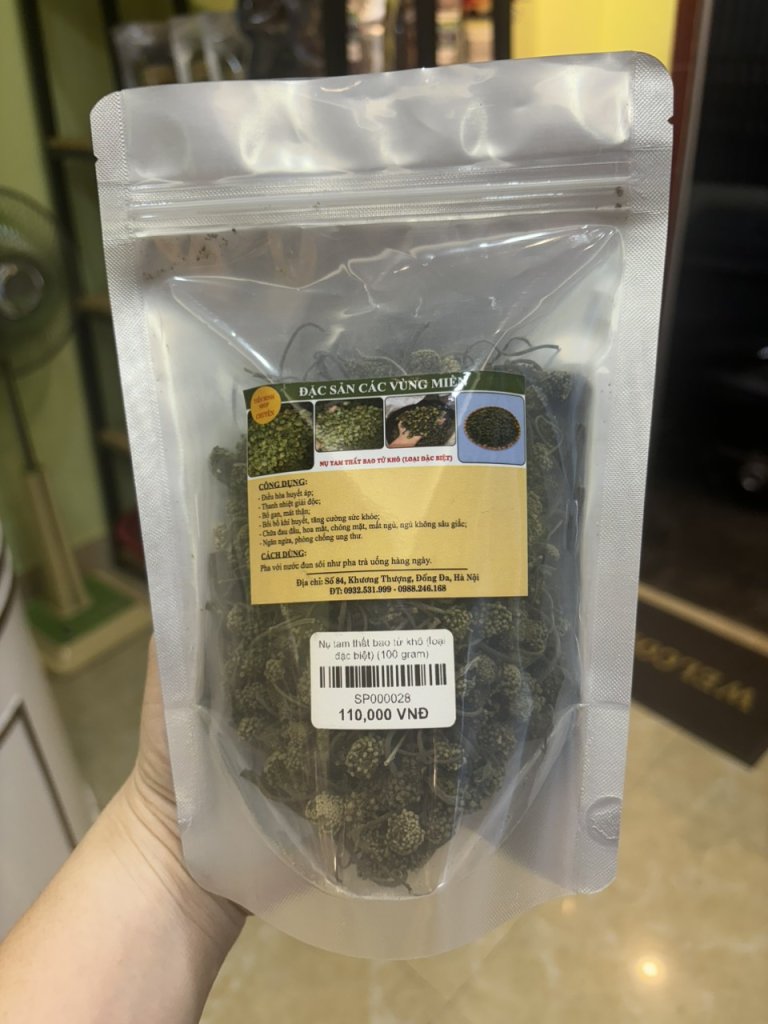 ĐẶC SẢN CÁC VÙNG MIỀN
TIẾN MINH
SHOP
CHUYÊN
NỤ TAM THẤT BAO TỬ KHÔ (LOẠI ĐẶC BIỆT)
CÔNG DỤNG:
- Điều hòa huyết áp;
- Thanh nhiệt giải độc;
- Bổ gan, mát thận;
- Bồi bổ khí huyết, tăng cường sức khỏe;
- Chữa đau đầu, hoa mắt, chóng mặt, mất ngủ, ngủ không sâu giấc;
- Ngăn ngừa, phòng chống ung thư.
CÁCH DÙNG:
Pha với nước đun sôi như pha trà uống hàng ngày.
Địa chỉ: Số 84, Khương Thượng, Đống Đa, Hà Nội
ĐT: 0932.531.999 - 0988.246.168
Nụ tam thất bao tử khô (loại
đặc biệt) (100 gram)
SP000028
110,000 VNĐ
WELCO